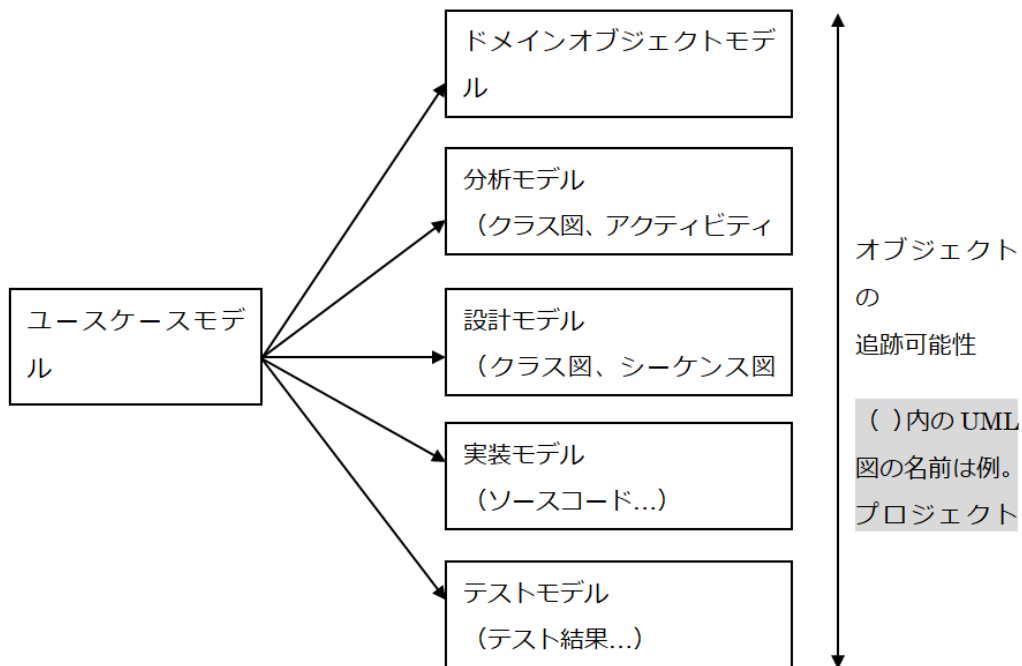 ドメインオブジェクトモデ
ル
分析モデル
（クラス図、アクティビティ
ユースケースモデ
ル
設計モデル
（クラス図、シーケンス図
実装モデル
（ソースコード…）
テストモデル
（テスト結果…）
オブジェクト
の
追跡可能性
（ ）内の UML
図の名前は例。
プロジェクト